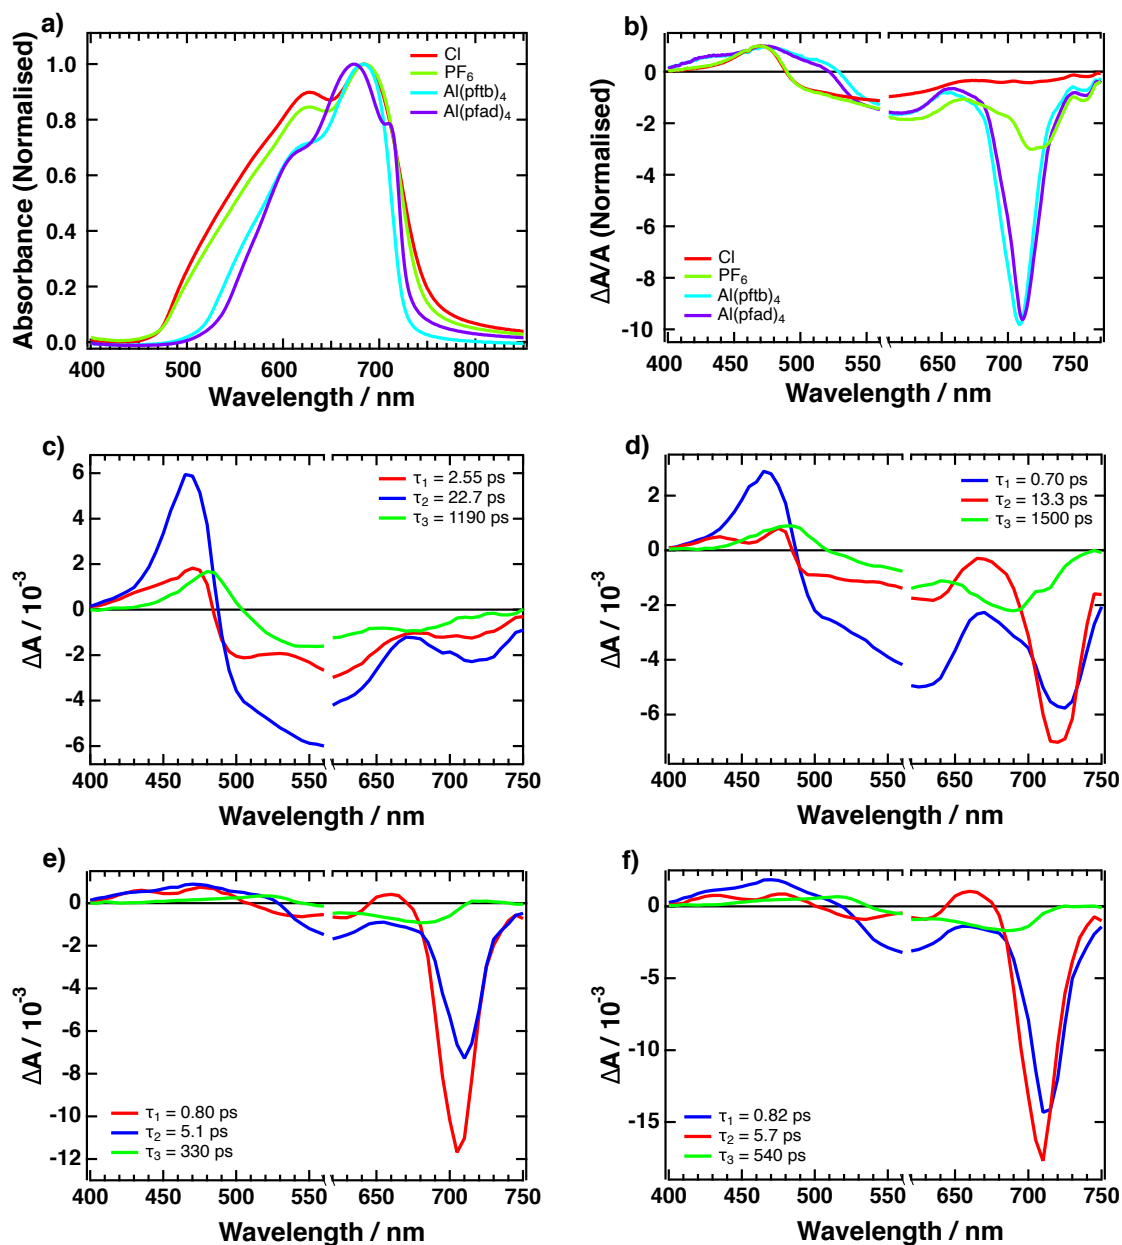 a)
Absorbance (Normalised)
1.0
0.8
0.6
0.4
0.2
0.0
Cl
PF6
Al(pftb)4
Al(pfad)4
400 500 600 700 800
Wavelength / nm
b)
ΔA/A (Normalised)
0
-2
-4
-6
-8
-10
Cl
PF6
Al(pftb)4
Al(pfad)4
400 450 500 550 650 700 750
Wavelength / nm
c)
ΔA / 10-3
6
4
2
0
-2
-4
-6
τ1 = 2.55 ps
τ2 = 22.7 ps
τ3 = 1190 ps
400 450 500 550 650 700 750
Wavelength / nm
d)
ΔA / 10-3
2
0
-2
-4
-6
τ1 = 0.70 ps
τ2 = 13.3 ps
τ3 = 1500 ps
400 450 500 550 650 700 750
Wavelength / nm
e)
ΔA / 10-3
0
-2
-4
-6
-8
-10
-12
τ1 = 0.80 ps
τ2 = 5.1 ps
τ3 = 330 ps
400 450 500 550 650 700 750
Wavelength / nm
f)
ΔA / 10-3
0
-5
-10
-15
τ1 = 0.82 ps
τ2 = 5.7 ps
τ3 = 540 ps
400 450 500 550 650 700 750
Wavelength / nm